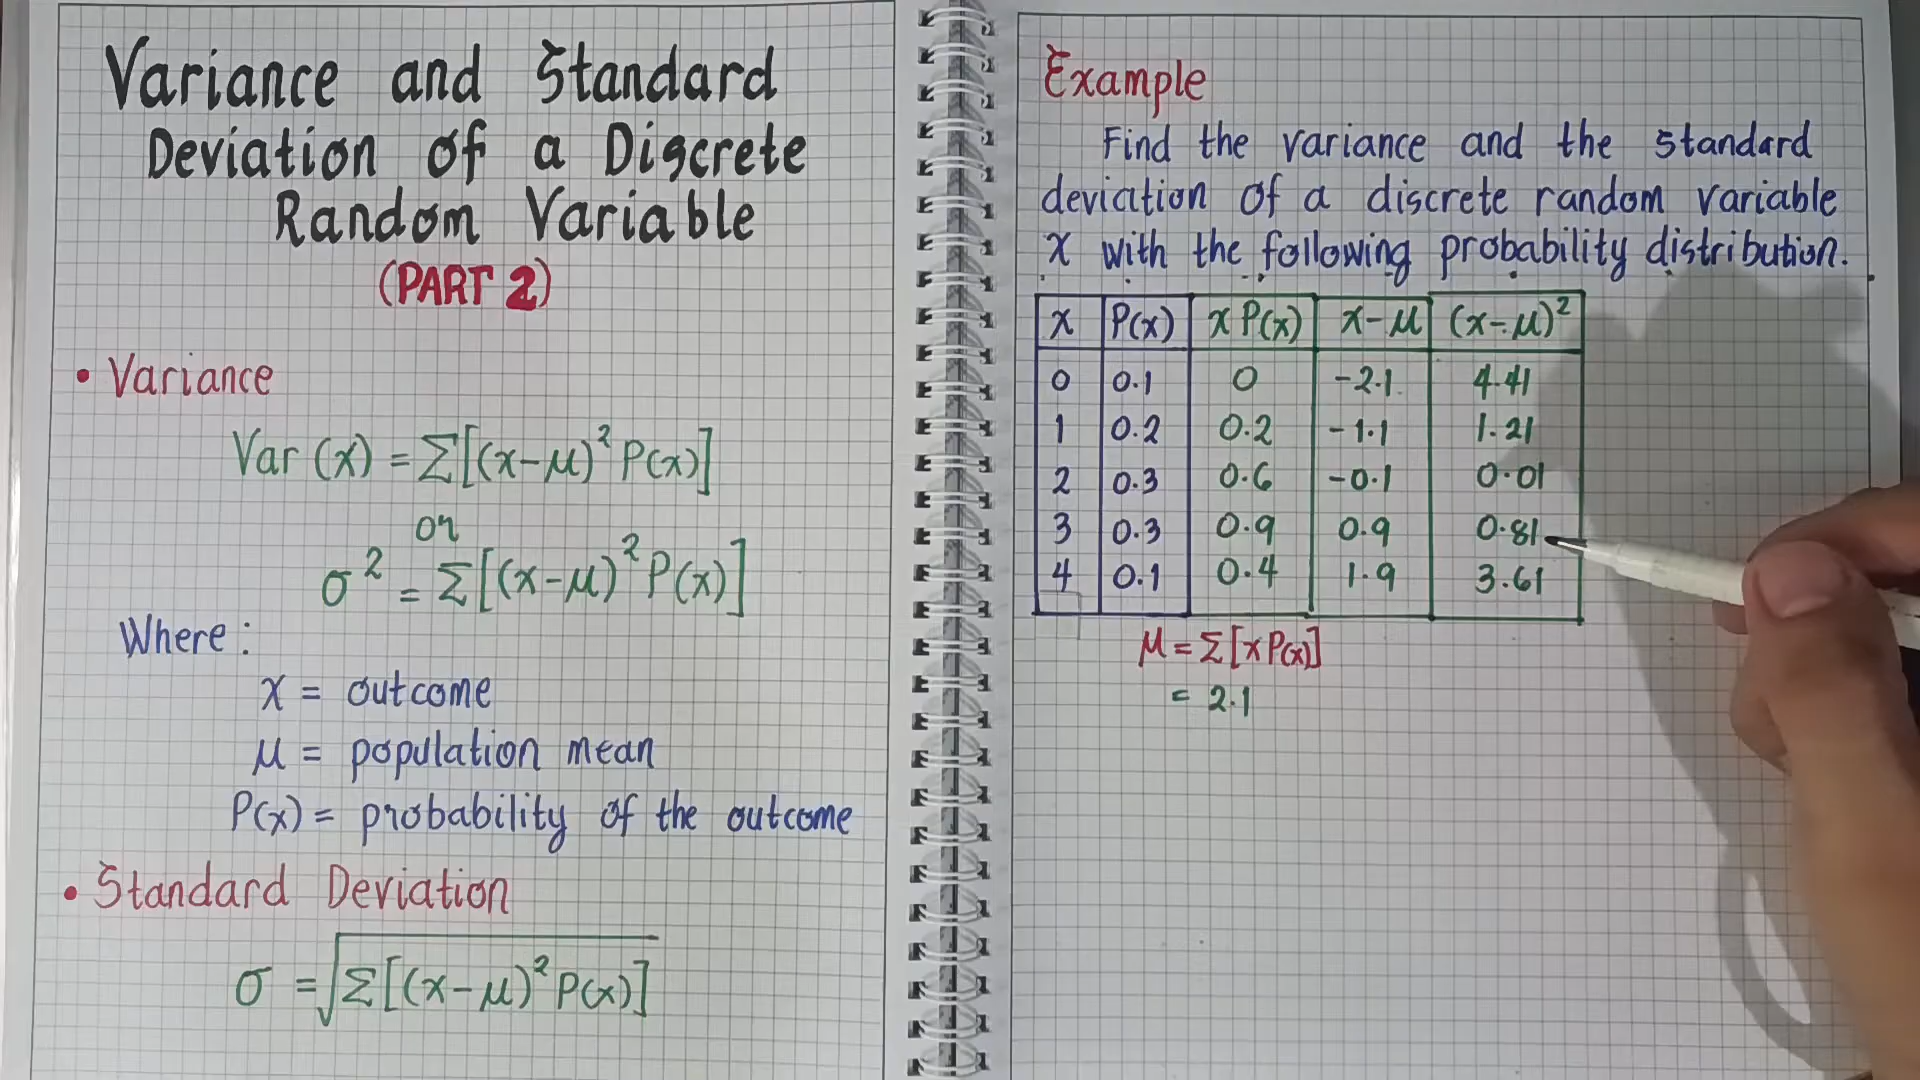 Variance and Standard
Deviation of a Discrete
Random Variable
(PART 2)
• Variance
Var (x) = Σ[(x-μ)² P(x)]
or
σ² = Σ[(x-μ)² P(x)]
Where:
x = outcome
μ = population mean
P(x) = probability of the outcome
• Standard Deviation
σ = √Σ[(x-μ)² P(x)]
Example
Find the variance and the standard
deviation of a discrete random variable
x with the following probability distribution.
x P(x) x P(x) x-μ (x-μ)²
0 0.1 0 -2.1 4.41
1 0.2 0.2 -1.1 1.21
2 0.3 0.6 -0.1 0.01
3 0.3 0.9 0.9 0.81
4 0.1 0.4 1.9 3.61
μ = Σ[x P(x)]
= 2.1